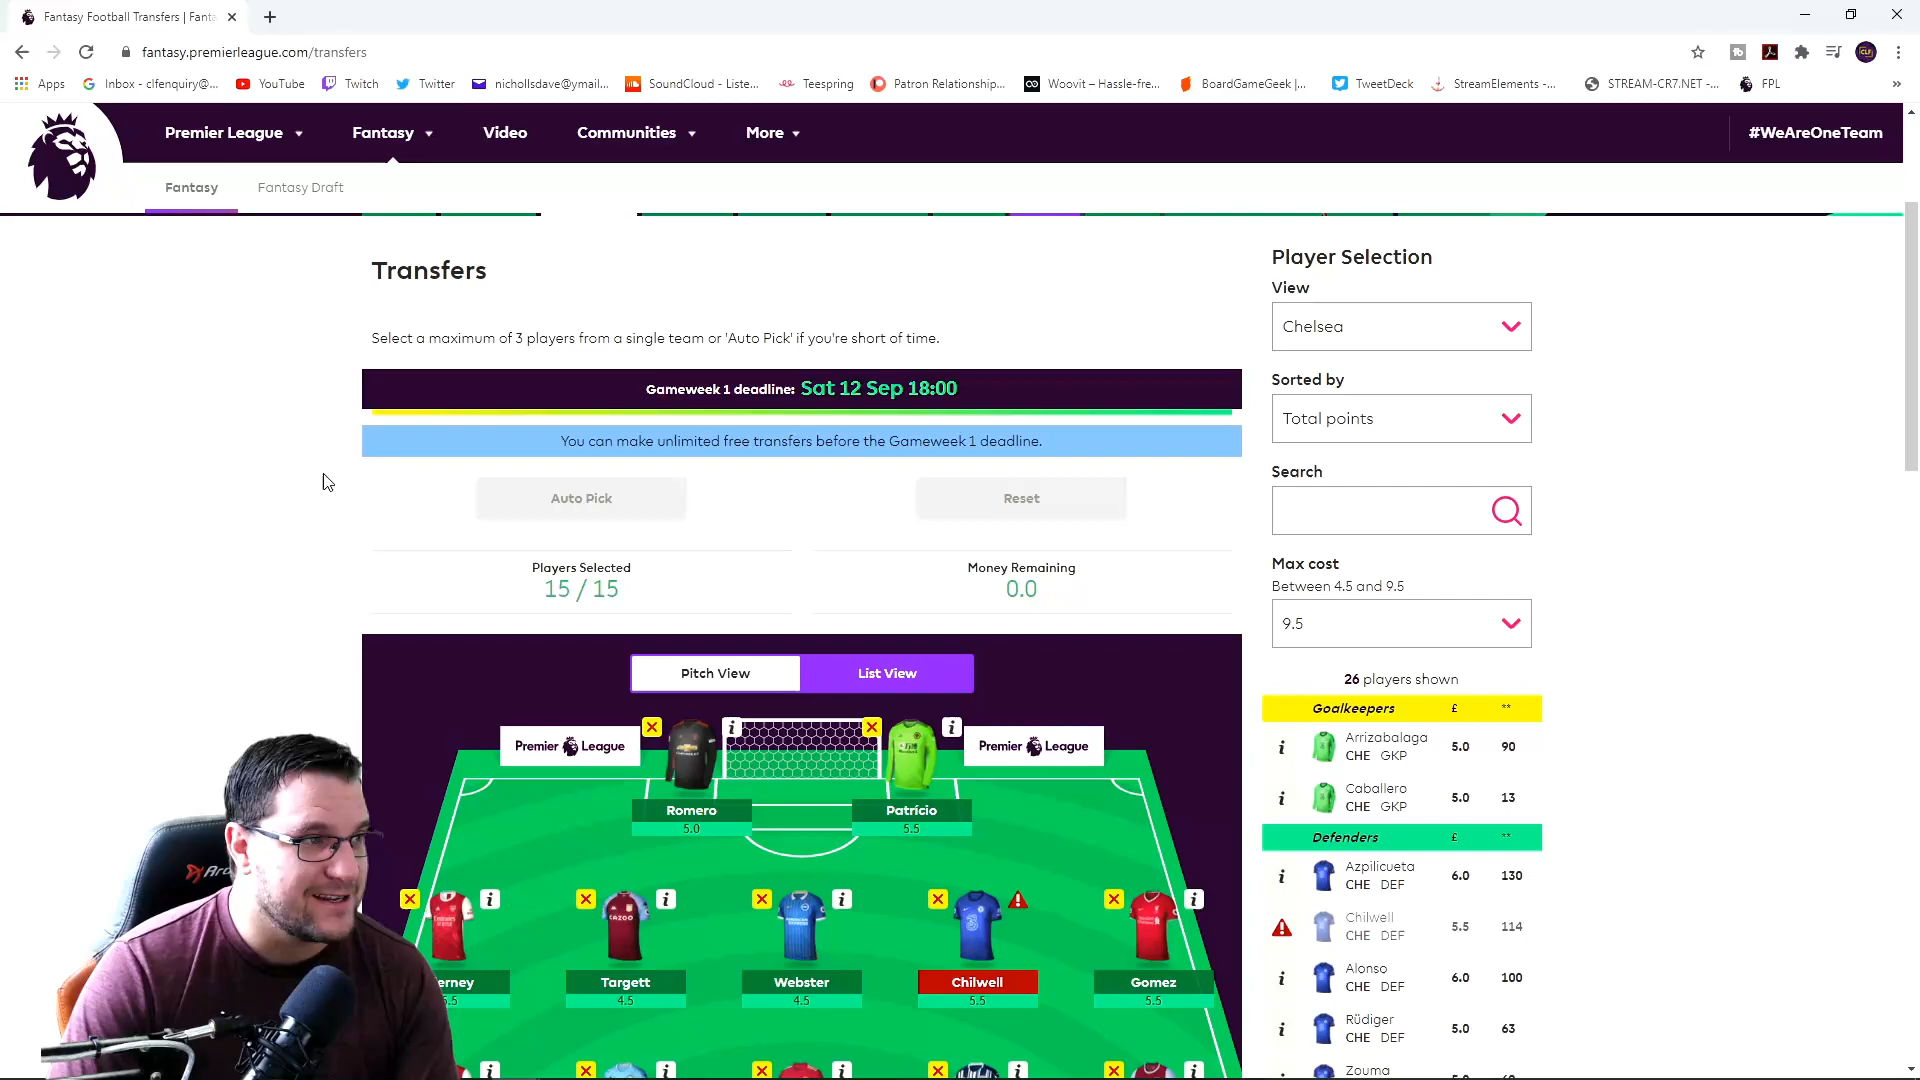 Fantasy Football Transfers | Fanta
fantasy.premierleague.com/transfers
Apps
Inbox - clfenquiry@...
YouTube
Twitch
Twitter
nichollsdave@ymail...
SoundCloud - Liste...
Teespring
Patron Relationship...
Woovit – Hassle-fre...
BoardGameGeek |...
TweetDeck
StreamElements -...
STREAM-CR7.NET -...
FPL
Premier League
Fantasy
Video
Communities
More
#WeAreOneTeam
Fantasy
Fantasy Draft
Transfers
Select a maximum of 3 players from a single team or 'Auto Pick' if you're short of time.
Gameweek 1 deadline: Sat 12 Sep 18:00
You can make unlimited free transfers before the Gameweek 1 deadline.
Auto Pick
Reset
Players Selected
15 / 15
Money Remaining
0.0
Pitch View
List View
Premier League
Premier League
Romero
5.0
Patrício
5.5
erney
5.5
CAZOO
Targett
4.5
Webster
4.5
Chilwell
5.5
Gomez
5.5
Player Selection
View
Chelsea
Sorted by
Total points
Search
Max cost
Between 4.5 and 9.5
9.5
26 players shown
Goalkeepers £ **
Arrizabalaga
CHE GKP 5.0 90
Caballero
CHE GKP 5.0 13
Defenders £ **
Azpilicueta
CHE DEF 6.0 130
Chilwell
CHE DEF 5.5 114
Alonso
CHE DEF 6.0 100
Rüdiger
CHE DEF 5.0 63
Zouma